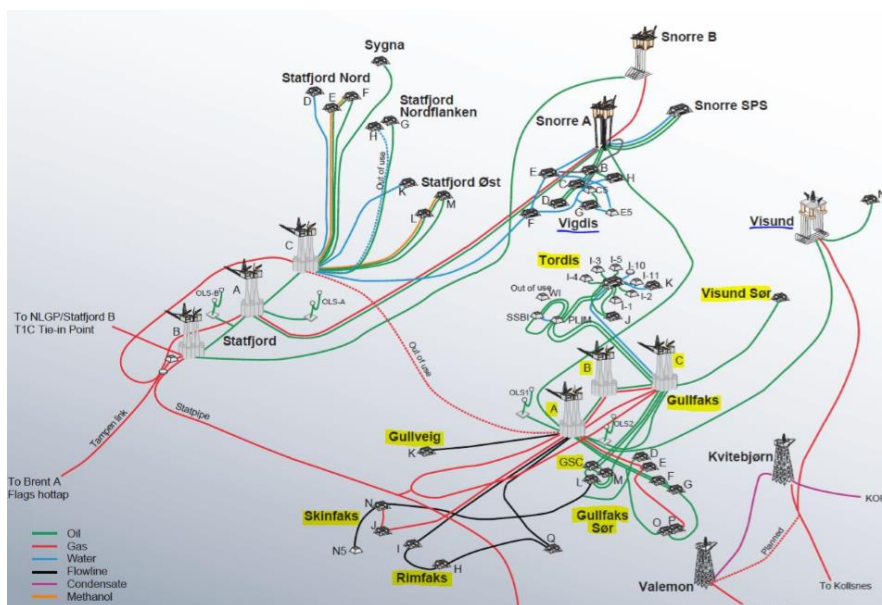 Snorre B
Sygna
Statfjord Nord
D
E
F
Statfjord
Nordflanken
H
G
Out of use
Snorre A
Snorre SPS
K
Statfjord Øst
L
M
E
B
C
H
D
C5
G
E5
F
Vigdis
Visund
N
C
Tordis
I-3
I-5
I-10
I-4
I-11
K
I-2
I-1
J
Out of use
WI
SSBI
PLIM
Visund Sør
OLS-B
A
OLS-A
B
Statfjord
To NLGP/Statfjord B
T1C Tie-in Point
Out of use
B
C
Gullfaks
A
OLS1
OLS2
Tampen link
Statpipe
Gullveig
K
GSC
D
E
L
M
F
G
Kvitebjørn
To Brent A
Flags hottap
Skinfaks
N
J
N5
I
H
Rimfaks
Q
Gullfaks
Sør
O
P
Planned
Valemon
To Kollsnes
Oil
Gas
Water
Flowline
Condensate
Methanol